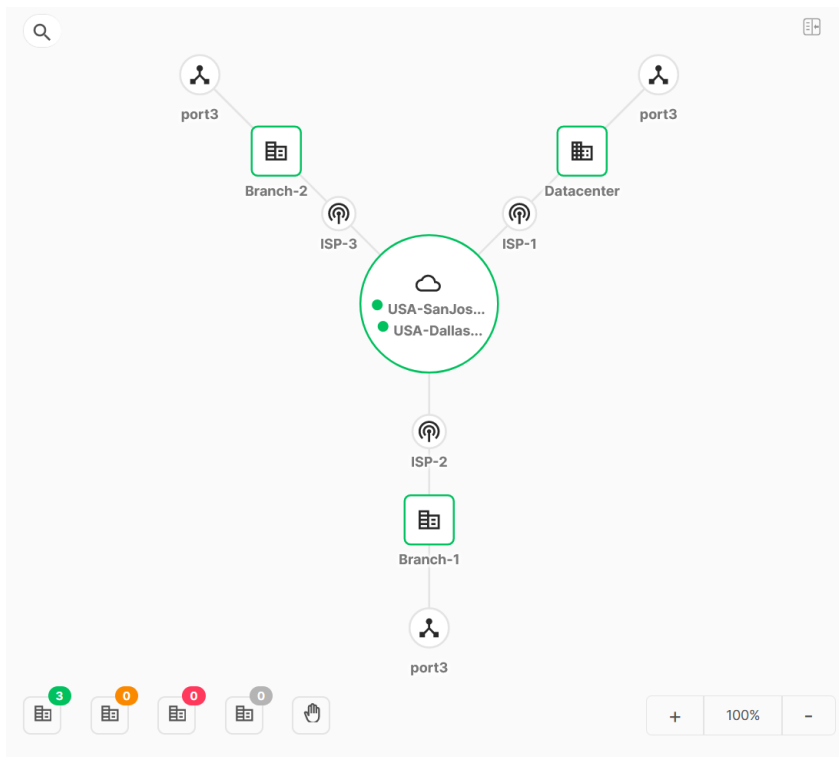 port3
port3
Branch-2
Datacenter
ISP-3
ISP-1
USA-SanJos...
USA-Dallas...
ISP-2
Branch-1
port3
3
0
0
0
+
100%
-